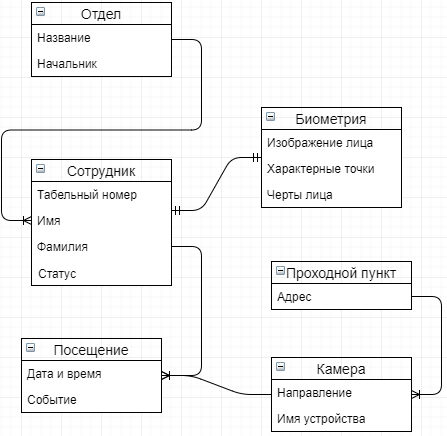 Отдел
Название
Начальник
Биометрия
Изображение лица
Характерные точки
Черты лица
Сотрудник
Табельный номер
Имя
Фамилия
Статус
Проходной пункт
Адрес
Посещение
Дата и время
Событие
Камера
Направление
Имя устройства